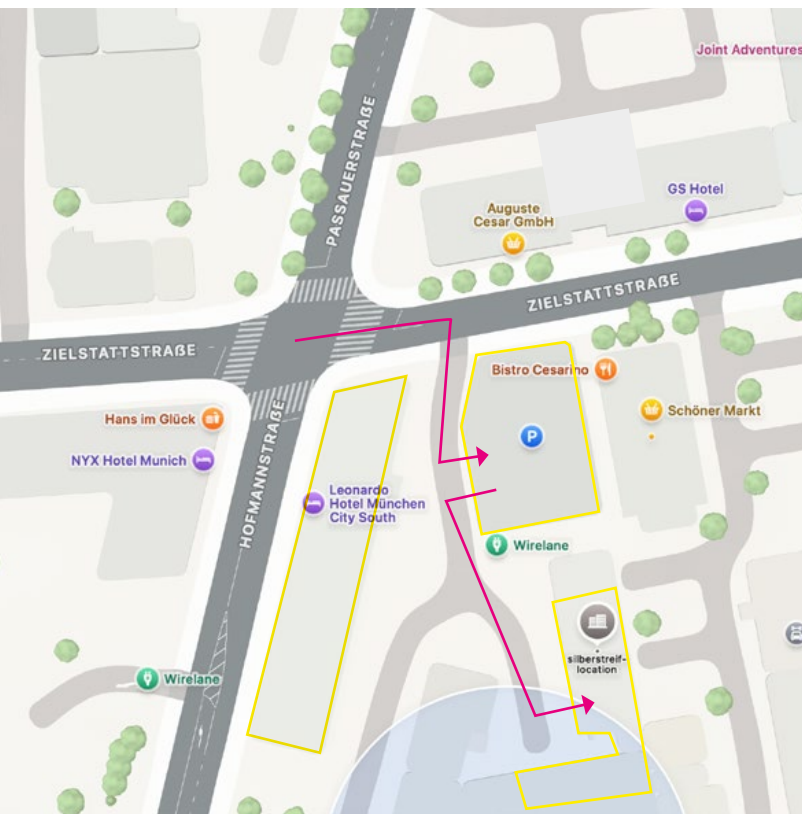 Joint Adventures
PASSAUERSTRAßE
GS Hotel
Auguste
Cesar GmbH
ZIELSTATTSTRAßE
ZIELSTATTSTRAßE
Bistro Cesarino
Hans im Glück
Schöner Markt
P
NYX Hotel Munich
HOFMANNSTRAßE
Leonardo
Hotel München
City South
Wirelane
silberstreif-
location
Wirelane